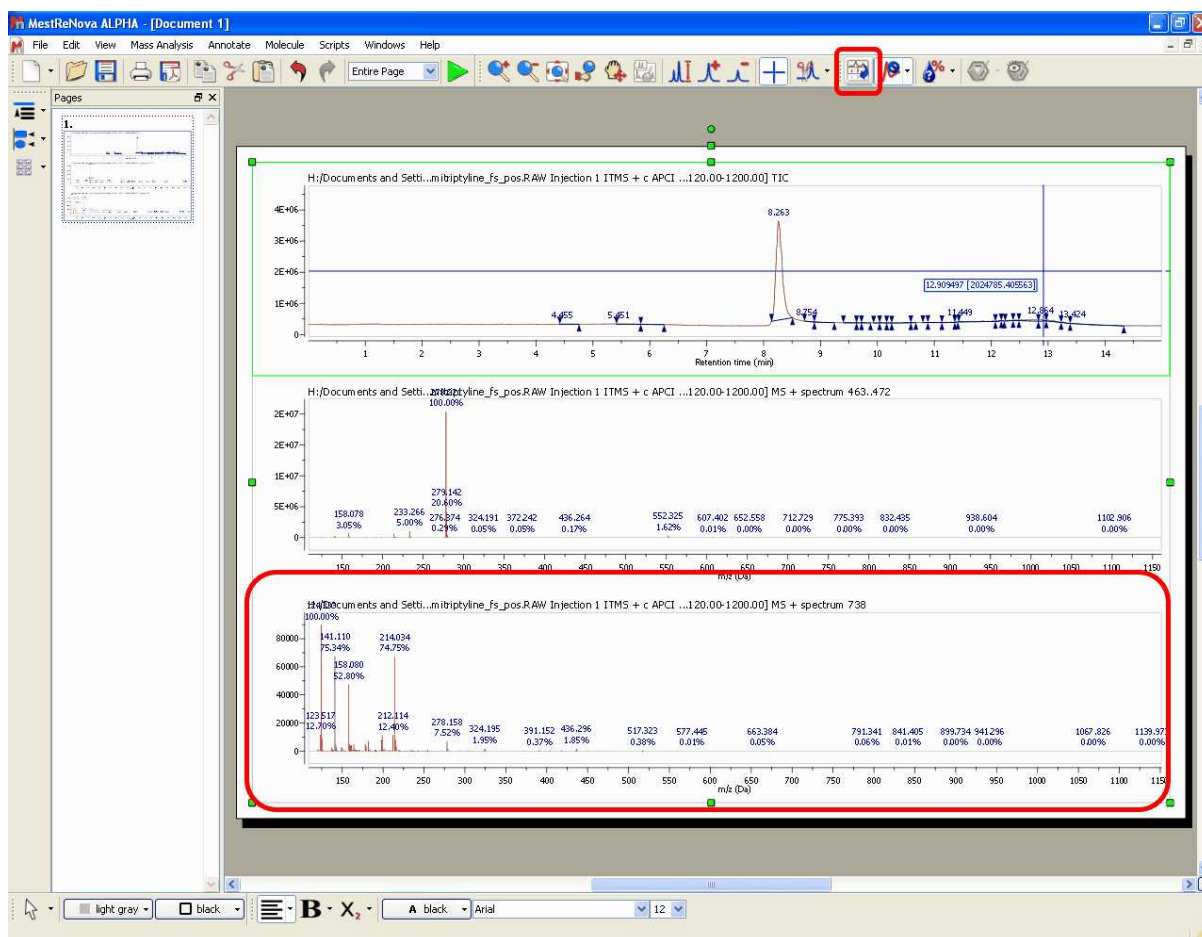 MestReNova ALPHA - [Document 1]
File Edit View Mass Analysis Annotate Molecule Scripts Windows Help
Entire Page
Pages
1.
H:/Documents and Setti...mitriptyline_fs_pos.RAW Injection 1 ITMS + c APCI ...120.00-1200.00] TIC
8.263
4E+06
3E+06
2E+06
12.909497 [2024785.405563]
1E+06
4.455 5.451 8.754 11.449 12.864 13.424
0
1 2 3 4 5 6 7 8 9 10 11 12 13 14
Retention time (min)
H:/Documents and Setti... _fs_pos.RAW Injection 1 ITMS + c APCI ...120.00-1200.00] MS + spectrum 463..472
100.00%
2E+07
2E+07
1E+07
279.142
20.60%
5E+06
158.078 233.266 276.874 324.191 372.242 436.264 552.325 607.402 652.558 712.729 775.393 832.435 938.604 1102.906
3.05% 5.00% 0.29% 0.05% 0.05% 0.17% 1.62% 0.01% 0.00% 0.00% 0.00% 0.00% 0.00% 0.00%
0
150 200 250 300 350 400 450 500 550 600 650 700 750 800 850 900 950 1000 1050 1100 1150
m/z (Da)
H:/Documents and Setti...mitriptyline_fs_pos.RAW Injection 1 ITMS + c APCI ...120.00-1200.00] MS + spectrum 738
100.00%
80000
141.110 214.034
75.34% 74.75%
60000
158.080
52.80%
40000
20000
123.517 212.114 278.158 324.195 391.152 436.296 517.323 577.445 663.384 791.341 841.405 899.734 941.296 1067.826 1139.973
12.70% 12.40% 7.52% 1.95% 0.37% 1.85% 0.38% 0.01% 0.05% 0.06% 0.01% 0.00% 0.00% 0.00% 0.00%
0
150 200 250 300 350 400 450 500 550 600 650 700 750 800 850 900 950 1000 1050 1100 1150
m/z (Da)
light gray black B X2 A black Arial 12